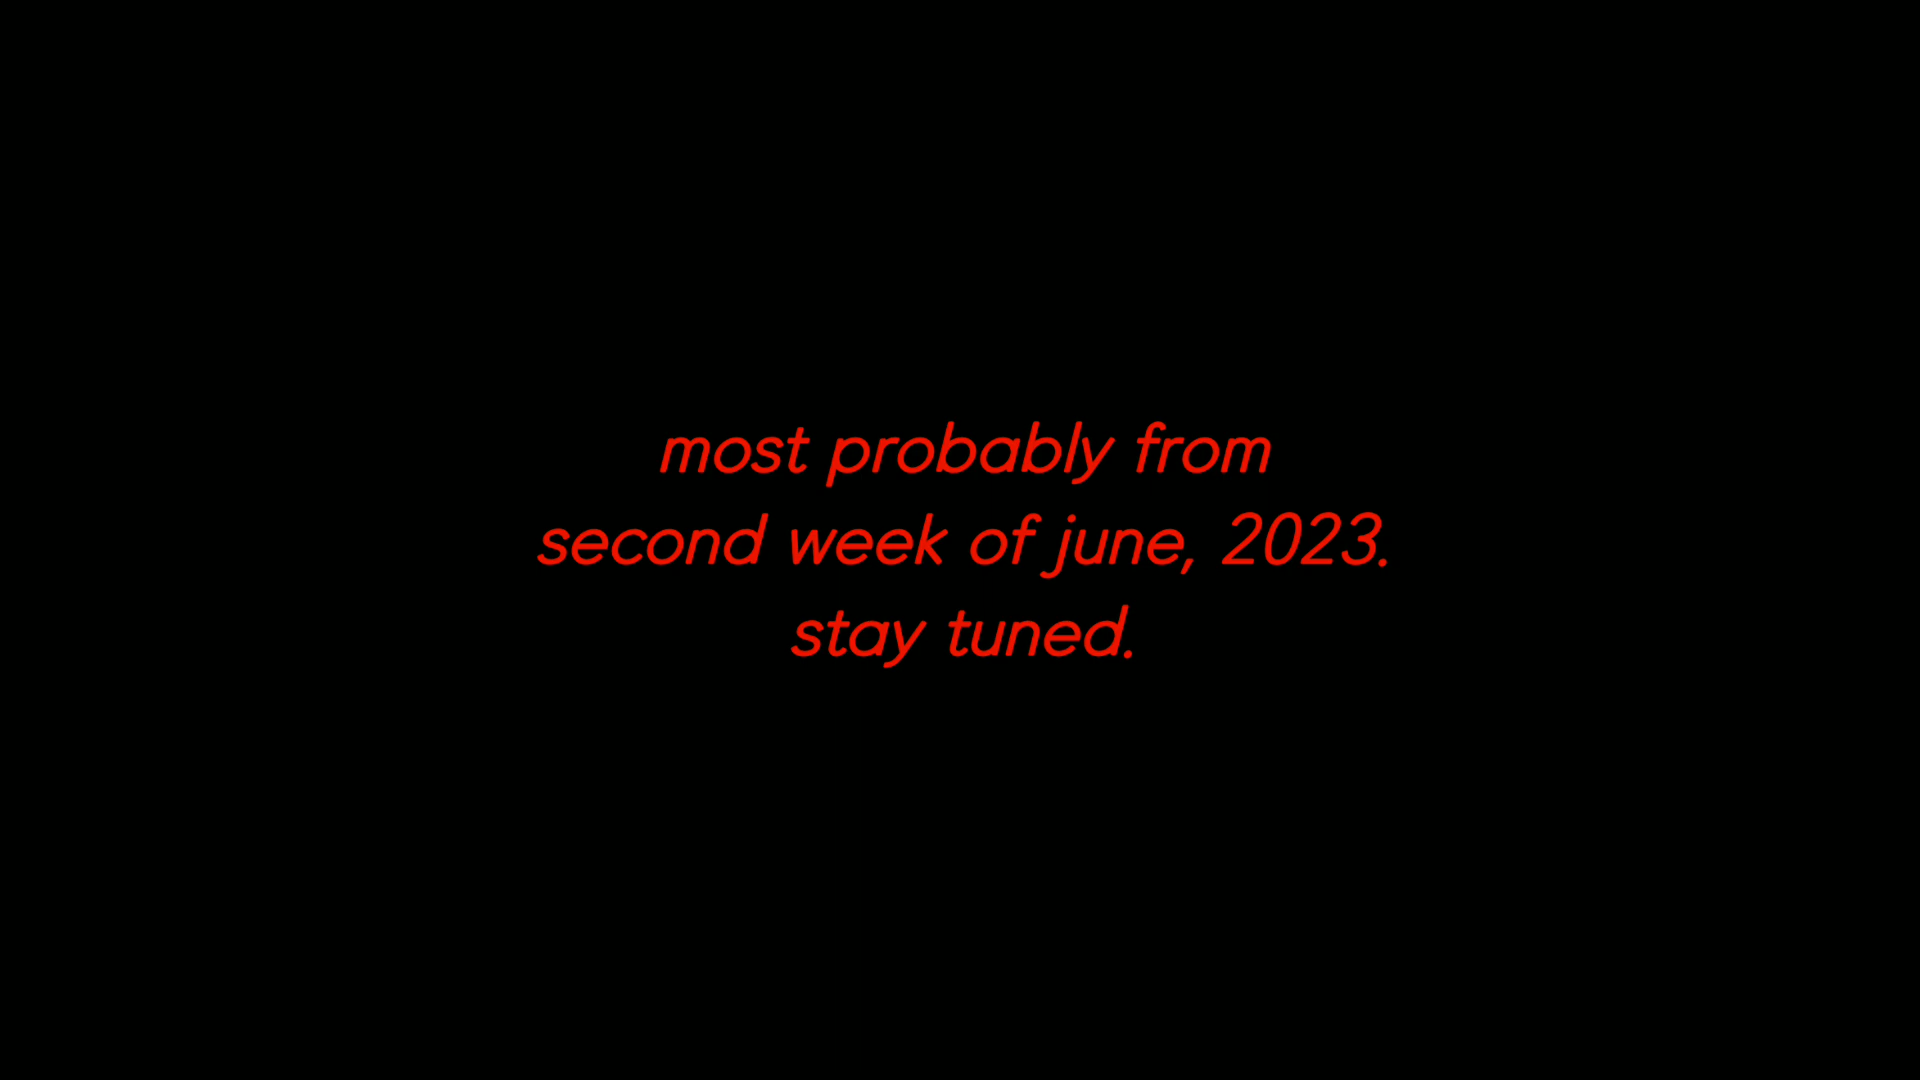 most probably from
second week of june, 2023.
stay tuned.